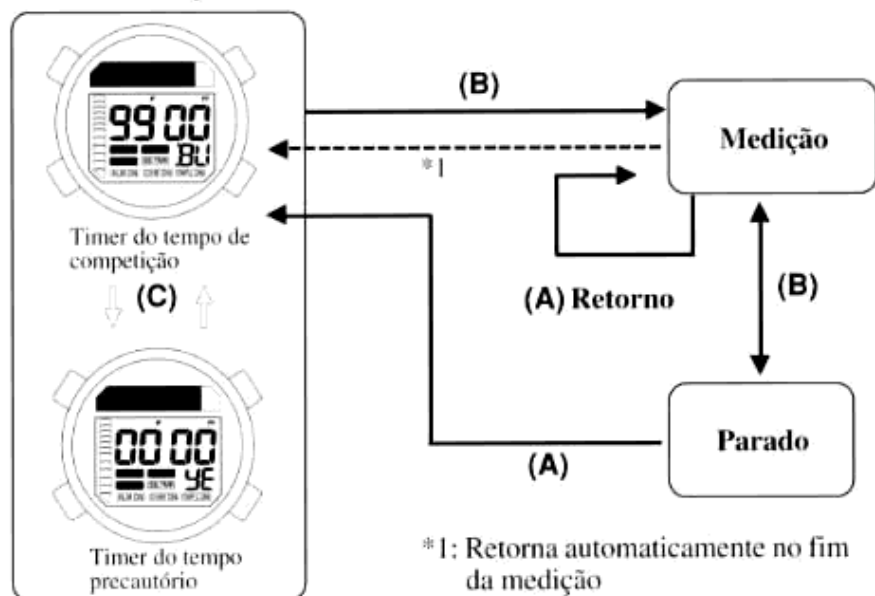 99'00
BU
Timer do tempo de
competição
(C)
00'00
YE
Timer do tempo
precautório
(B)
*1
Medição
(A) Retorno
(B)
Parado
(A)
*1: Retorna automaticamente no fim
da medição